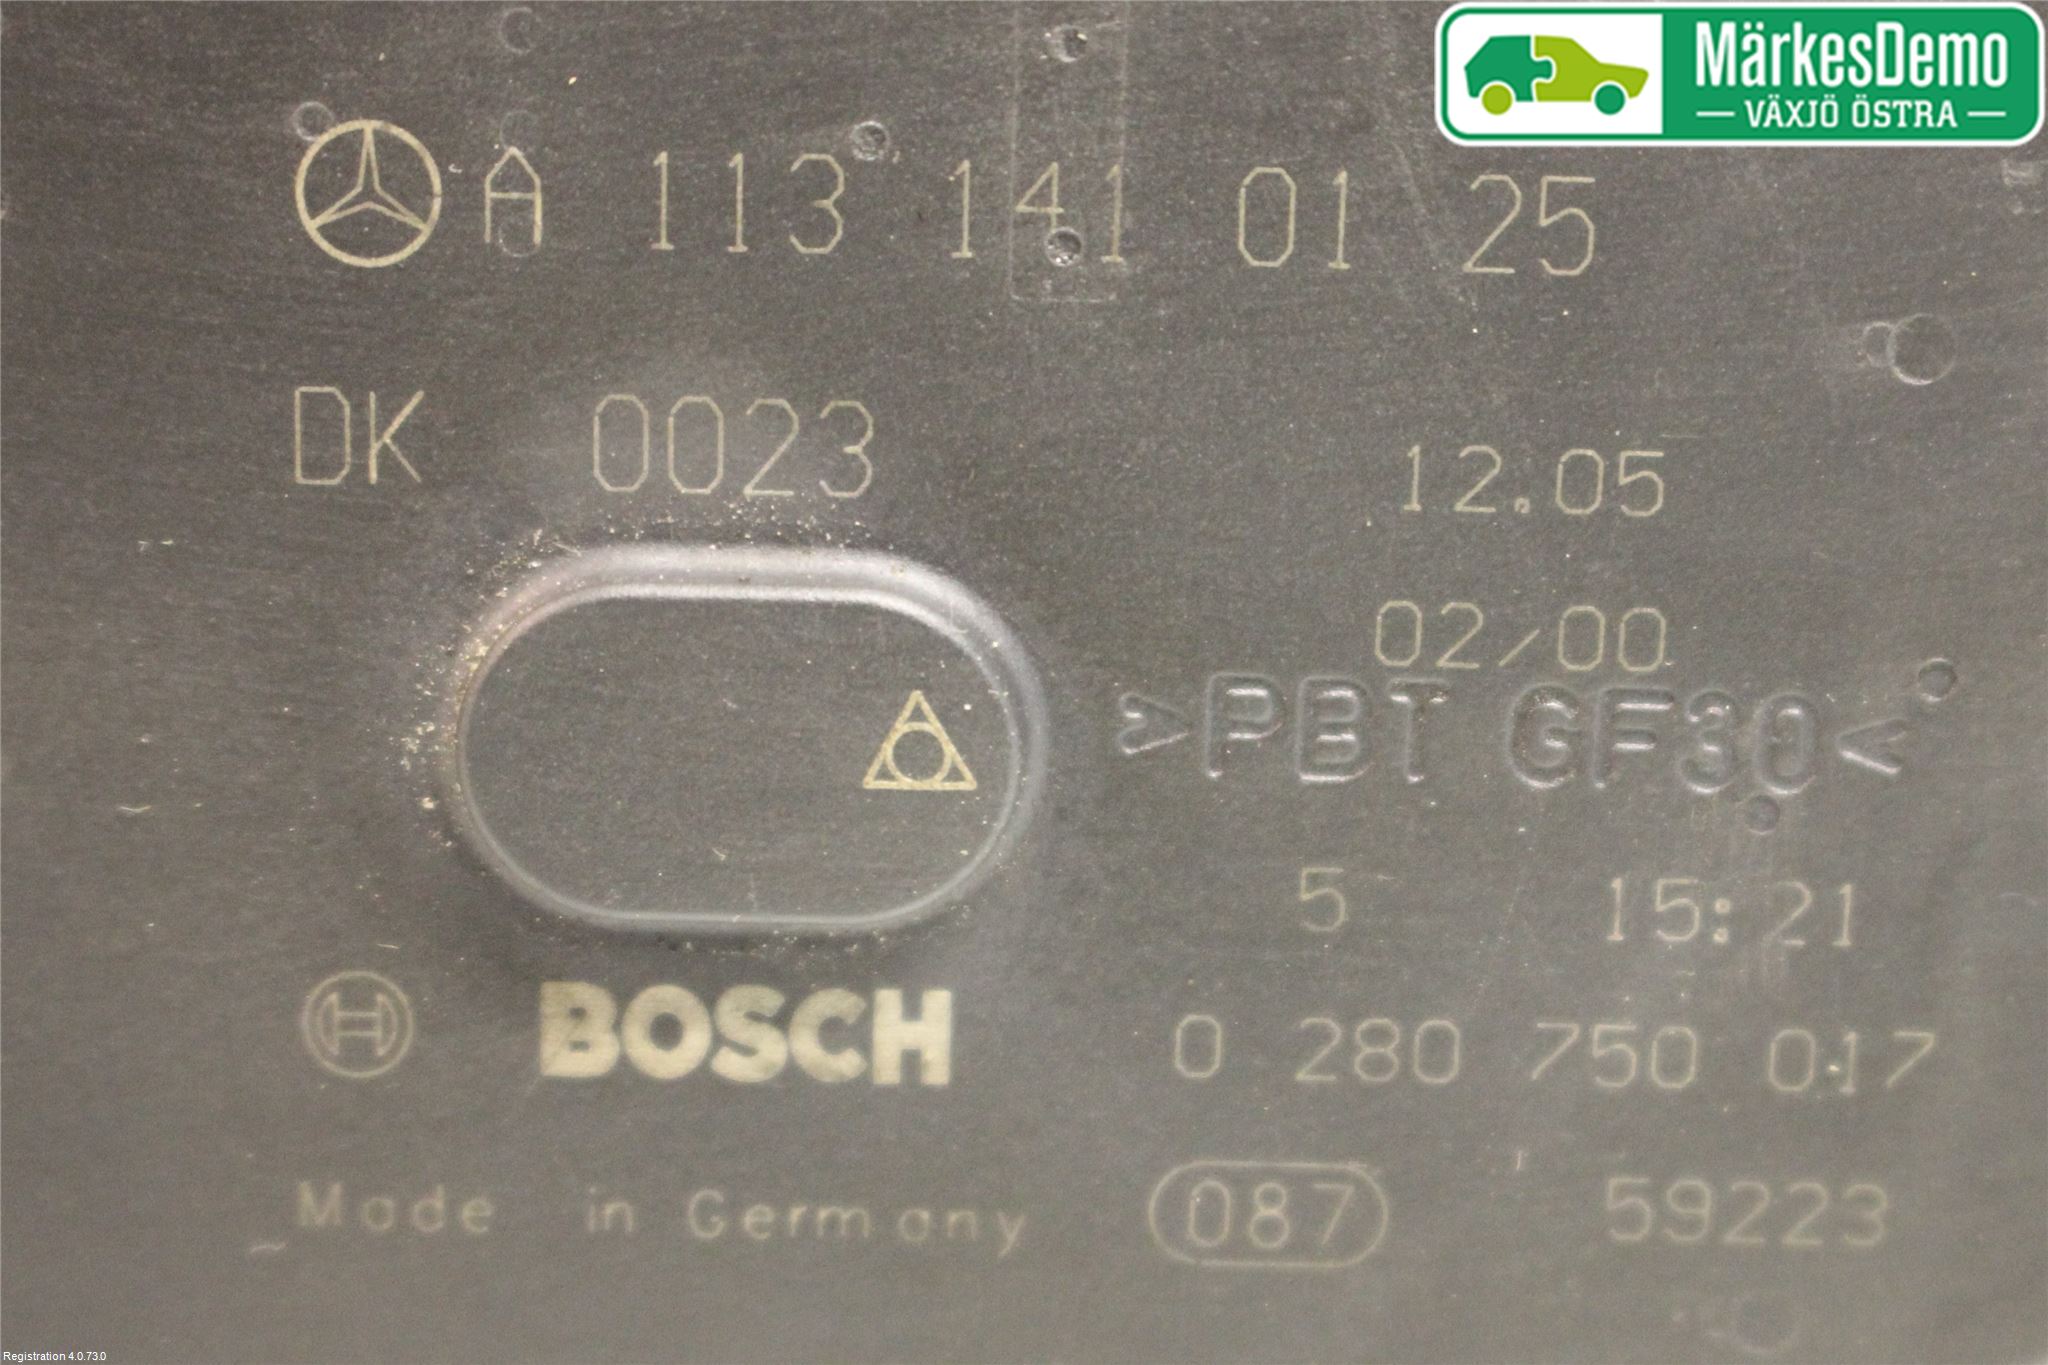 MärkesDemo
VÄXJÖ ÖSTRA
A 113 141 01 25
DK 0023
12.05
02/00
>PBT GF30<
5 15:21
BOSCH
0 280 750 017
Made in Germany
087 59223
Registration 4.0.73.0